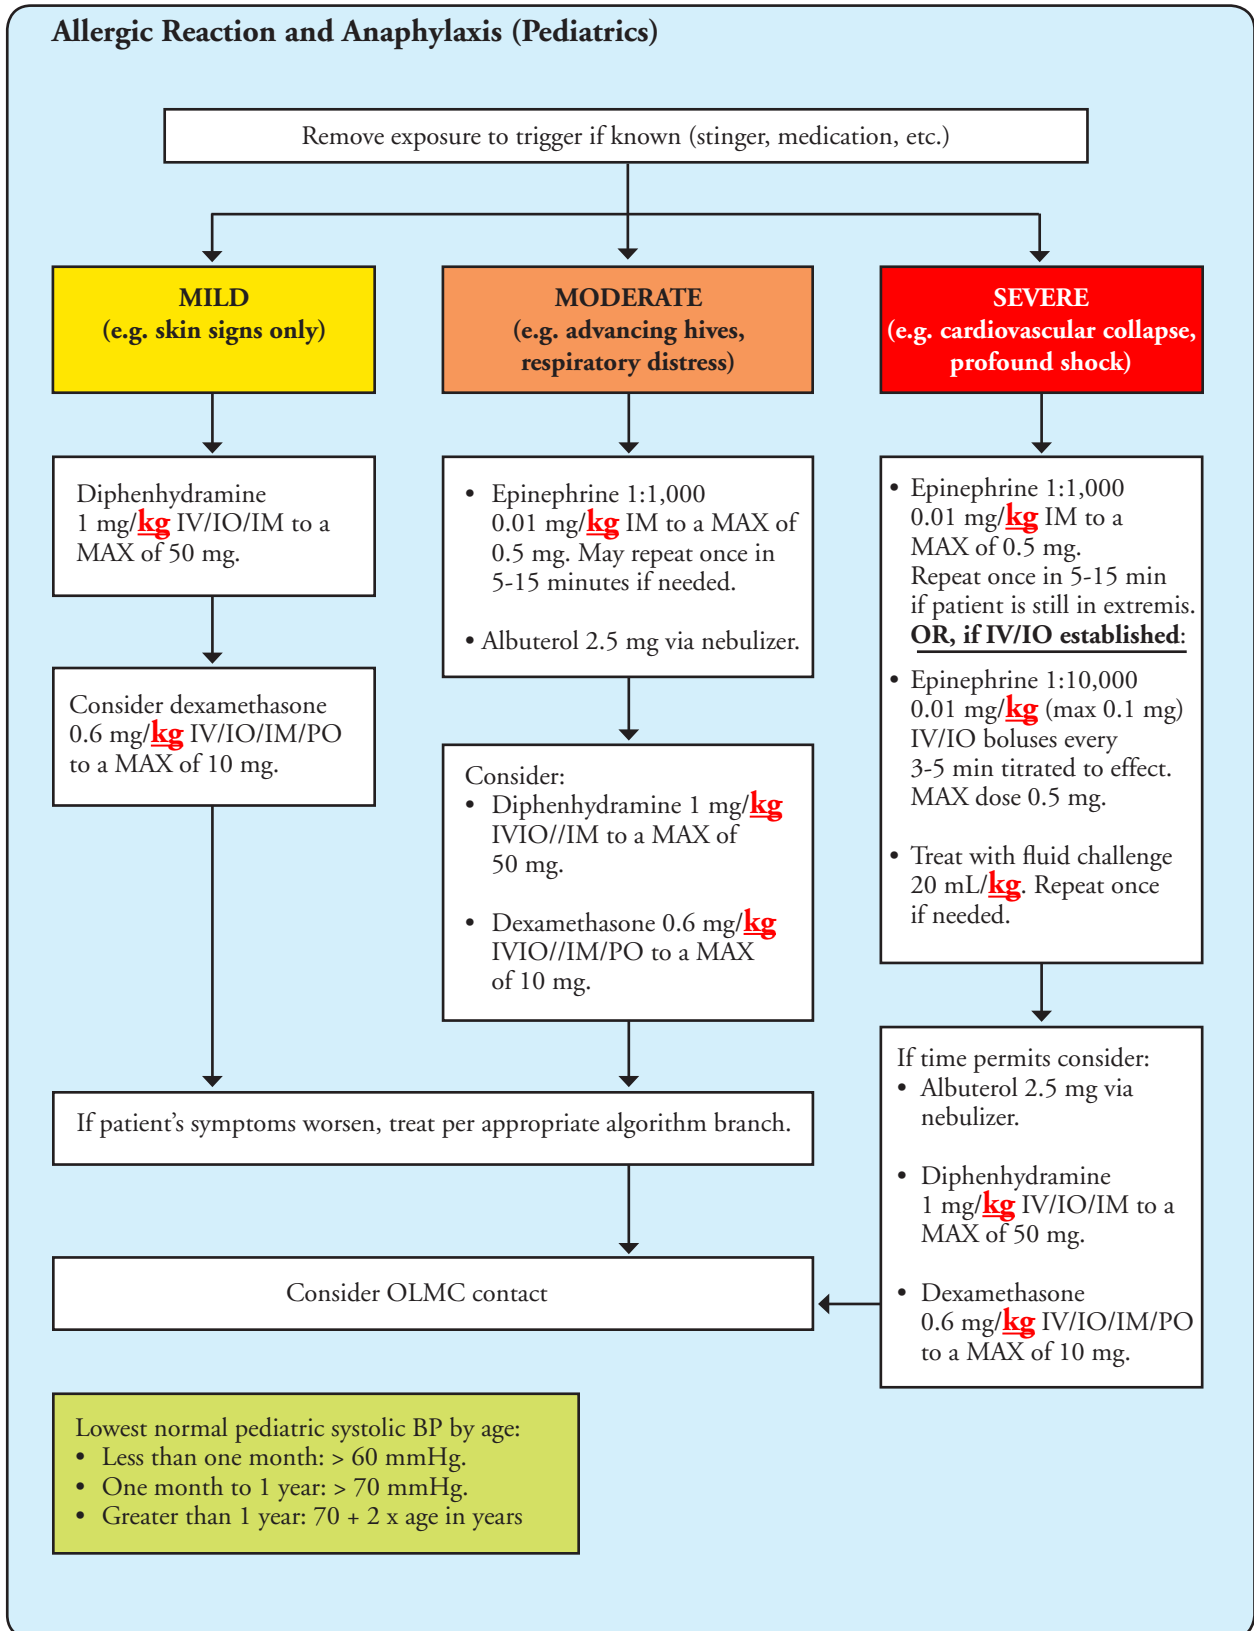 Allergic Reaction and Anaphylaxis (Pediatrics)
Remove exposure to trigger if known (stinger, medication, etc.)
MILD
(e.g. skin signs only)
Diphenhydramine
1 mg/kg IV/IO/IM to a
MAX of 50 mg.
Consider dexamethasone
0.6 mg/kg IV/IO/IM/PO
to a MAX of 10 mg.
MODERATE
(e.g. advancing hives,
respiratory distress)
• Epinephrine 1:1,000
0.01 mg/kg IM to a MAX of
0.5 mg. May repeat once in
5-15 minutes if needed.
• Albuterol 2.5 mg via nebulizer.
Consider:
• Diphenhydramine 1 mg/kg
IVIO//IM to a MAX of
50 mg.
• Dexamethasone 0.6 mg/kg
IVIO//IM/PO to a MAX
of 10 mg.
SEVERE
(e.g. cardiovascular collapse,
profound shock)
• Epinephrine 1:1,000
0.01 mg/kg IM to a
MAX of 0.5 mg.
Repeat once in 5-15 min
if patient is still in extremis.
OR, if IV/IO established:
• Epinephrine 1:10,000
0.01 mg/kg (max 0.1 mg)
IV/IO boluses every
3-5 min titrated to effect.
MAX dose 0.5 mg.
• Treat with fluid challenge
20 mL/kg. Repeat once
if needed.
If time permits consider:
• Albuterol 2.5 mg via
nebulizer.
• Diphenhydramine
1 mg/kg IV/IO/IM to a
MAX of 50 mg.
• Dexamethasone
0.6 mg/kg IV/IO/IM/PO
to a MAX of 10 mg.
If patient’s symptoms worsen, treat per appropriate algorithm branch.
Consider OLMC contact
Lowest normal pediatric systolic BP by age:
• Less than one month: > 60 mmHg.
• One month to 1 year: > 70 mmHg.
• Greater than 1 year: 70 + 2 x age in years